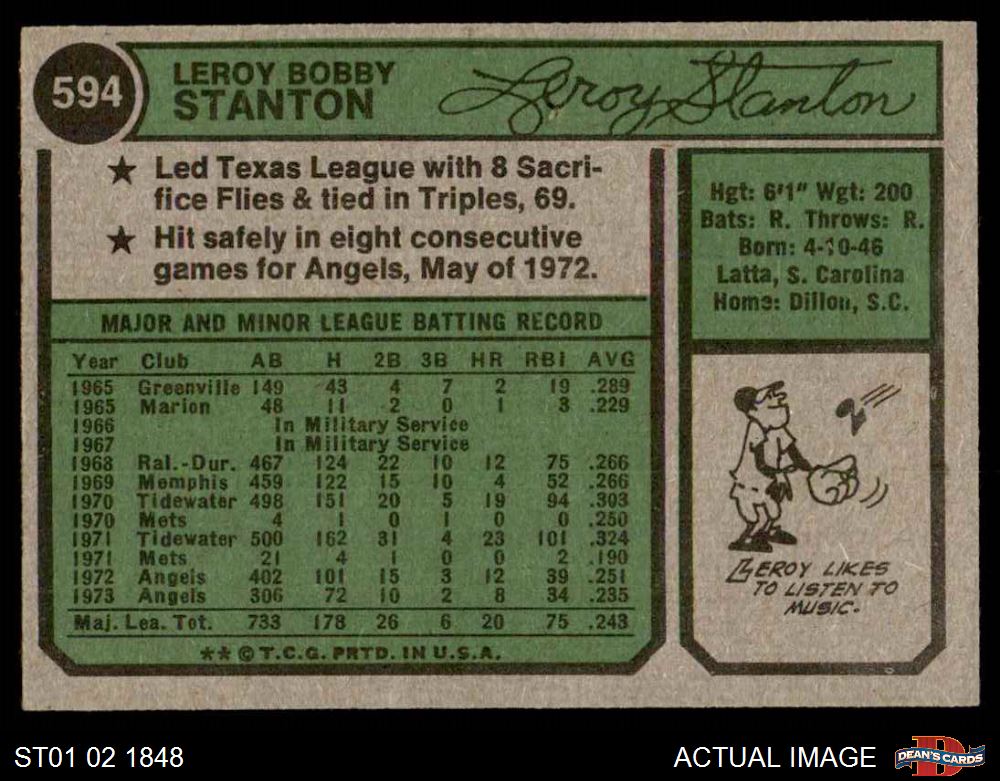 594
LEROY BOBBY
STANTON
Leroy Stanton
★ Led Texas League with 8 Sacri-
fice Flies & tied in Triples, 69.
★ Hit safely in eight consecutive
games for Angels, May of 1972.
Hgt: 6'1" Wgt: 200
Bats: R. Throws: R.
Born: 4-10-46
Latta, S. Carolina
Home: Dillon, S.C.
MAJOR AND MINOR LEAGUE BATTING RECORD
Year Club AB H 2B 3B HR RBI AVG
1965 Greenville 149 43 4 7 2 19 .289
1965 Marion 48 11 2 0 1 3 .229
1966 In Military Service
1967 In Military Service
1968 Ral.-Dur. 467 124 22 10 12 75 .266
1969 Memphis 459 122 15 10 4 52 .266
1970 Tidewater 498 151 20 5 19 94 .303
1970 Mets 4 1 0 1 0 0 .250
1971 Tidewater 500 162 31 4 23 101 .324
1971 Mets 21 4 1 0 0 2 .190
1972 Angels 402 101 15 3 12 39 .251
1973 Angels 306 72 10 2 8 34 .235
Maj. Lea. Tot. 733 178 26 6 20 75 .243
** © T.C.G. PRTD. IN U.S.A.
LEROY LIKES
TO LISTEN TO
MUSIC.
ST01 02 1848
ACTUAL IMAGE
D
DEAN'S CARDS